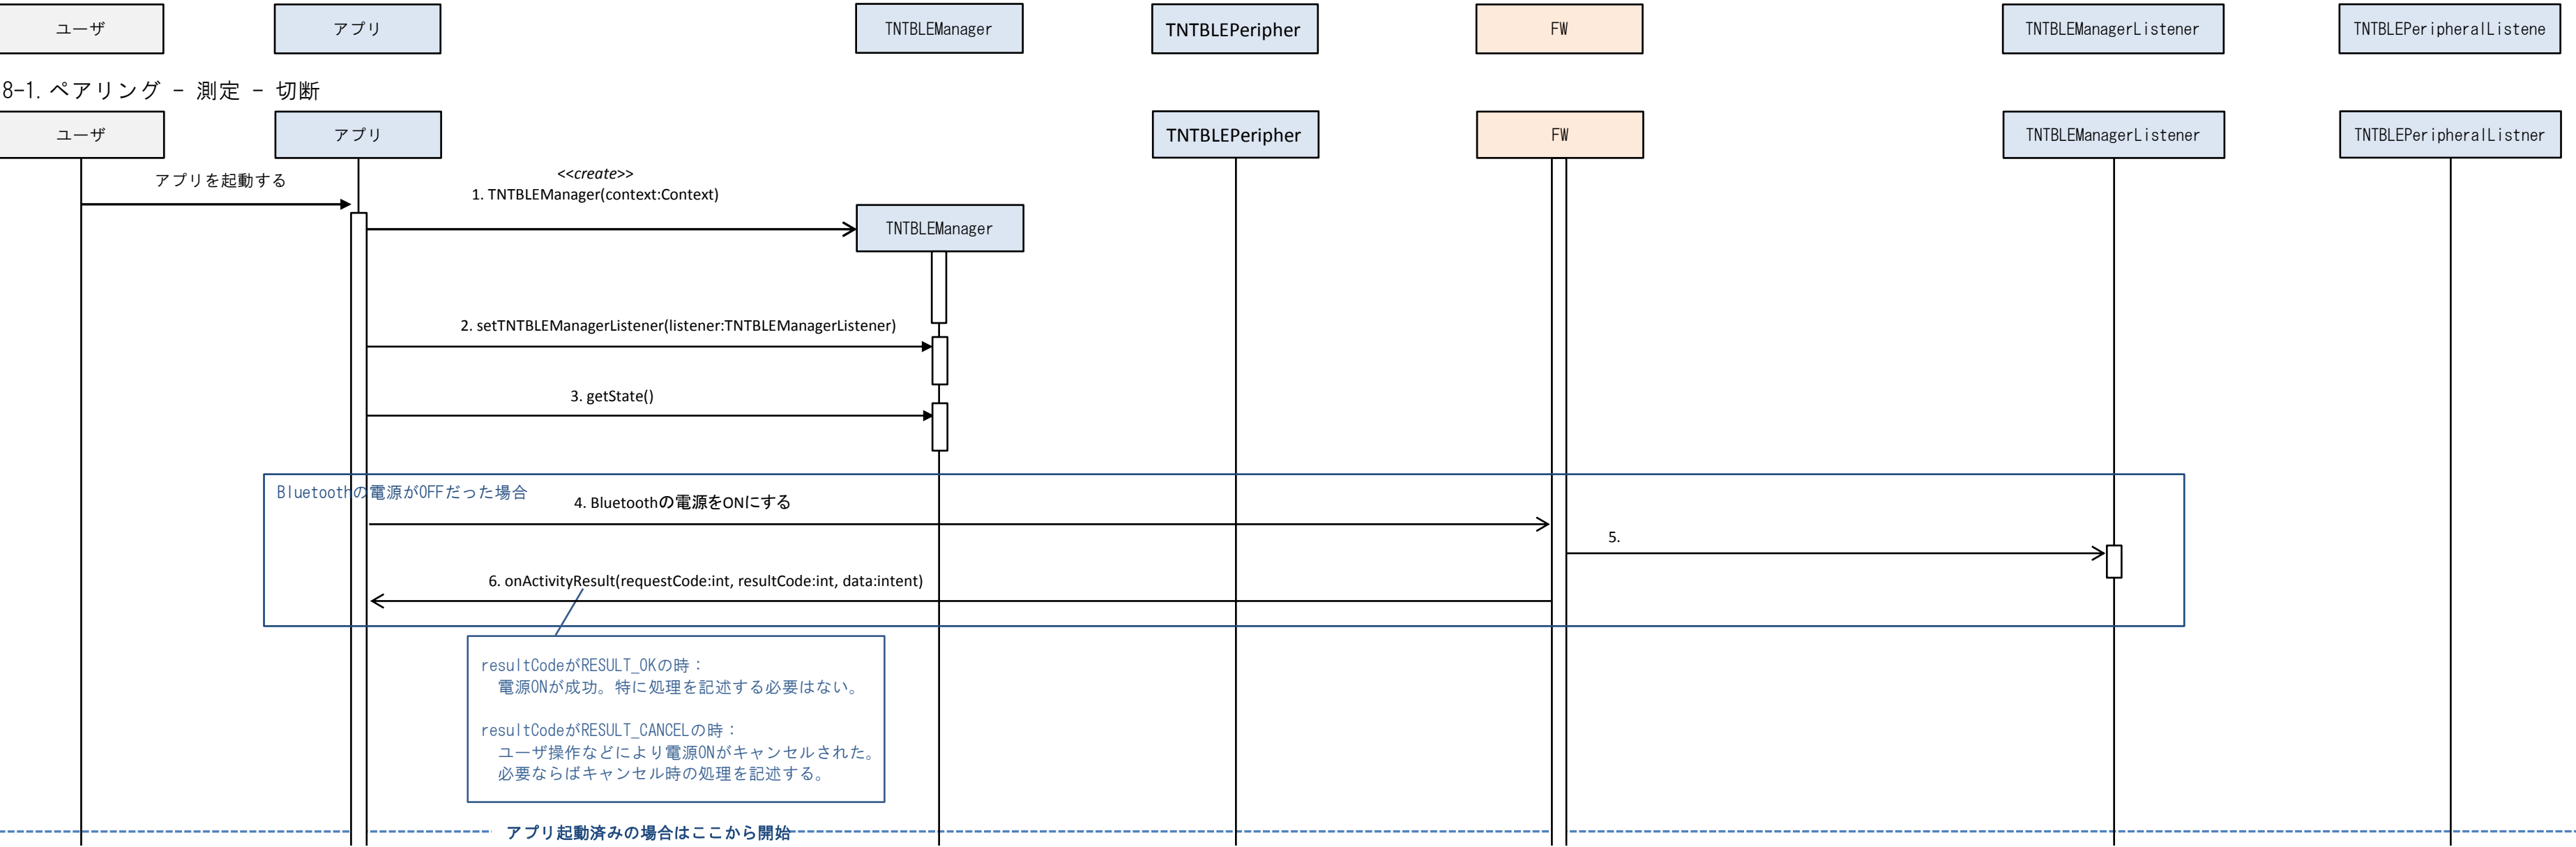 ユーザ
アプリ
TNTBLEManager
TNTBLEPeripher
FW
TNTBLEManagerListener
TNTBLEPeripheralListene
8-1. ペアリング - 測定 - 切断
ユーザ
アプリ
TNTBLEPeripher
FW
TNTBLEManagerListener
TNTBLEPeripheralListner
アプリを起動する
<<create>>
1. TNTBLEManager(context:Context)
TNTBLEManager
2. setTNTBLEManagerListener(listener:TNTBLEManagerListener)
3. getState()
Bluetoothの電源がOFFだった場合
4. Bluetoothの電源をONにする
5.
6. onActivityResult(requestCode:int, resultCode:int, data:intent)
resultCodeがRESULT_OKの時：
電源ONが成功。特に処理を記述する必要はない。
resultCodeがRESULT_CANCELの時：
ユーザ操作などにより電源ONがキャンセルされた。
必要ならばキャンセル時の処理を記述する。
アプリ起動済みの場合はここから開始